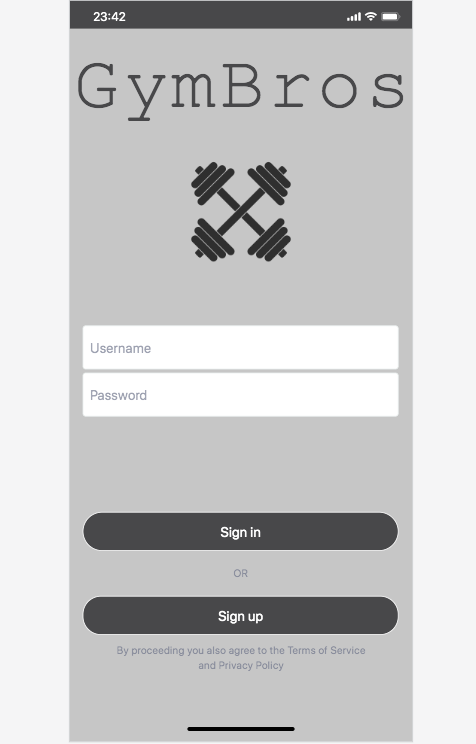 23:42
GymBros
Username
Password
Sign in
OR
Sign up
By proceeding you also agree to the Terms of Service
and Privacy Policy